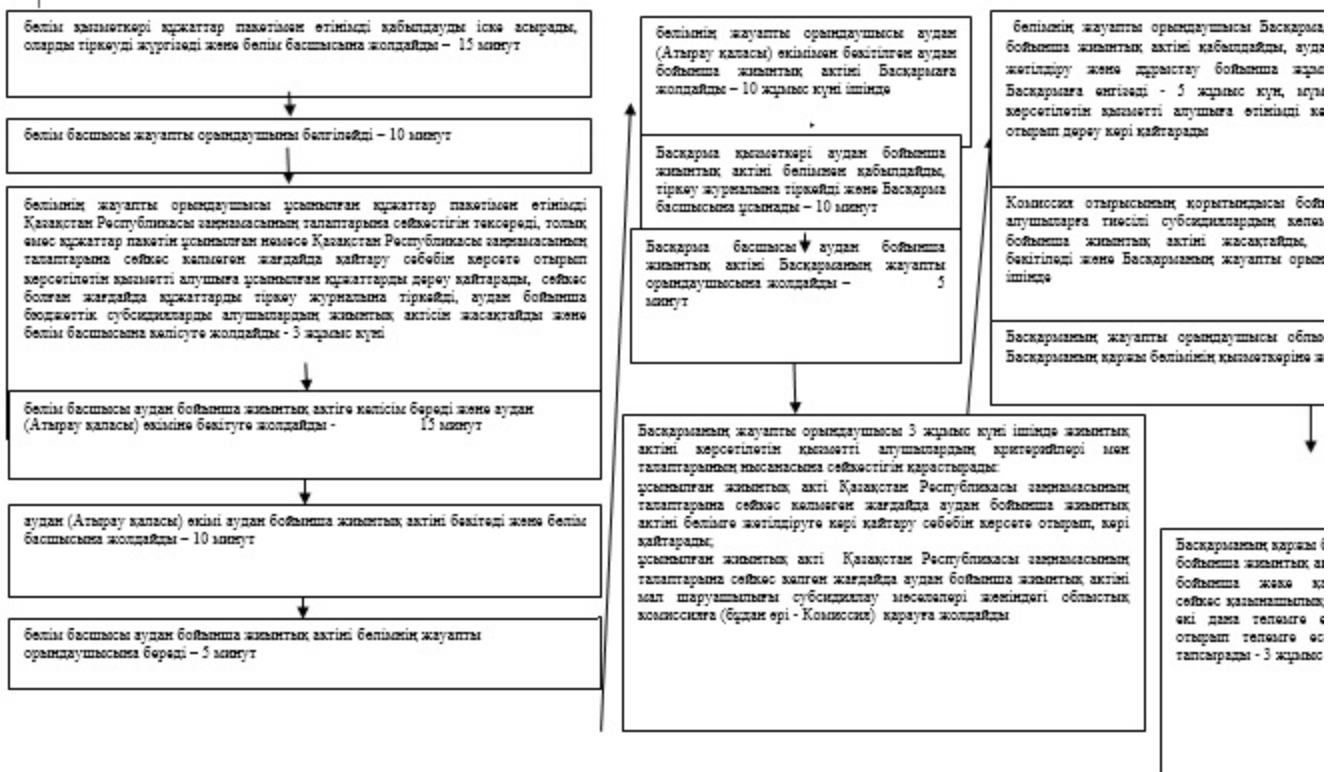 бөлім қызметкері құжаттар пакетімен өтінімді қабылдауды іске асырады,
оларды тіркеуді жүргізеді және бөлім басшысына жолдайды – 15 минут
бөлім басшысы жауапты орындаушыны белгілейді – 10 минут
бөлімнің жауапты орындаушысы ұсынылған құжаттар пакетімен өтінімді
Қазақстан Республикасы заңнамасының талаптарына сәйкестігін тексереді, толық
емес құжаттар пакетін ұсынылған немесе Қазақстан Республикасы заңнамасының
талаптарына сәйкес келмеген жағдайда қайтару себебін көрсете отырып
көрсетілетін қызметті алушыға ұсынылған құжаттарды дереу қайтарады, сәйкес
болған жағдайда құжаттарды тіркеу журналына тіркейді, аудан бойынша
бюджеттік субсидияларды алушылардың жиынтық актісін жасақтайды және
бөлім басшысына келісуге жолдайды - 3 жұмыс күні
бөлім басшысы аудан бойынша жиынтық актіге келісім береді және аудан
(Атырау қаласы) әкіміне бекітуге жолдайды - 15 минут
аудан (Атырау қаласы) әкімі аудан бойынша жиынтық актіні бекітеді және бөлім
басшысына жолдайды – 10 минут
бөлім басшысы аудан бойынша жиынтық актіні бөлімнің жауапты
орындаушысына береді – 5 минут
бөлімнің жауапты орындаушысы аудан
(Атырау қаласы) әкімімен бекітілген аудан
бойынша жиынтық актіні Басқармаға
жолдайды – 10 жұмыс күні ішінде
Басқарма қызметкері аудан бойынша
жиынтық актіні бөлімнен қабылдайды,
тіркеу журналына тіркейді және Басқарма
басшысына ұсынады – 10 минут
Басқарма басшысы аудан бойынша
жиынтық актіні Басқарманың жауапты
орындаушысына жолдайды – 5
минут
Басқарманың жауапты орындаушысы 3 жұмыс күні ішінде жиынтық
актіні көрсетілетін қызметті алушылардың критерийлері мен
талаптарының нысанасына сәйкестігін қарастырады:
ұсынылған жиынтық акті Қазақстан Республикасы заңнамасының
талаптарына сәйкес келмеген жағдайда аудан бойынша жиынтық
актіні бөлімге жетілдіруге кері қайтару себебін көрсете отырып, кері
қайтарады;
ұсынылған жиынтық акті Қазақстан Республикасы заңнамасының
талаптарына сәйкес келген жағдайда аудан бойынша жиынтық актіні
мал шаруашылығы субсидиялау мәселелері жөніндегі облыстық
комиссияға (бұдан әрі - Комиссия) қарауға жолдайды
бөлімнің жауапты орындаушысы Басқарма
бойынша жиынтық актіні қабылдайды, ауда
жетілдіру және дұрыстау бойынша жұм
Басқармаға енгізеді - 5 жұмыс күн, мүм
көрсетілетін қызметті алушыға өтінімді ке
отырып дереу кері қайтарады
Комиссия отырысының қорытындысы бой
алушыларға тиесілі субсидиялардың көлем
бойынша жиынтық актіні жасақтайды,
бекітіледі және Басқарманың жауапты орын
ішінде
Басқарманың жауапты орындаушысы облы
Басқарманың қаржы бөлімінің қызметкеріне ж
Басқарманың қаржы б
бойынша жиынтық а
бойынша жеке қа
сәйкес қазынашылық
екі дана төлемге е
отырып төлемге ес
тапсырады - 3 жұмыс